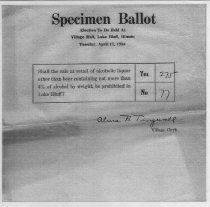 Specimen Ballot
Election To Be Held At
Village Hall, Lake Bluff, Illinois
Tuesday, April 17, 1934
Shall the sale at retail of alcoholic liquor
other than beer containing not more than
4% of alcohol by weight, be prohibited in
Lake Bluff?
Yes 275
No 77
Village Clerk